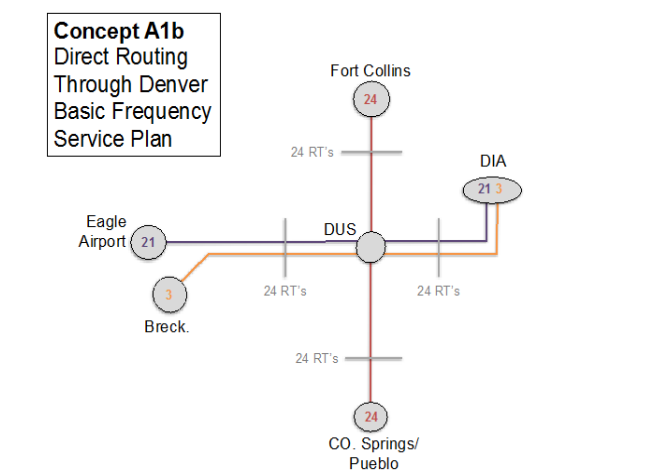 Concept A1b
Direct Routing
Through Denver
Basic Frequency
Service Plan
Fort Collins
24
24 RT's
DIA
21 3
Eagle
Airport
21
DUS
3
24 RT's
24 RT's
Breck.
24 RT's
24
CO. Springs/
Pueblo